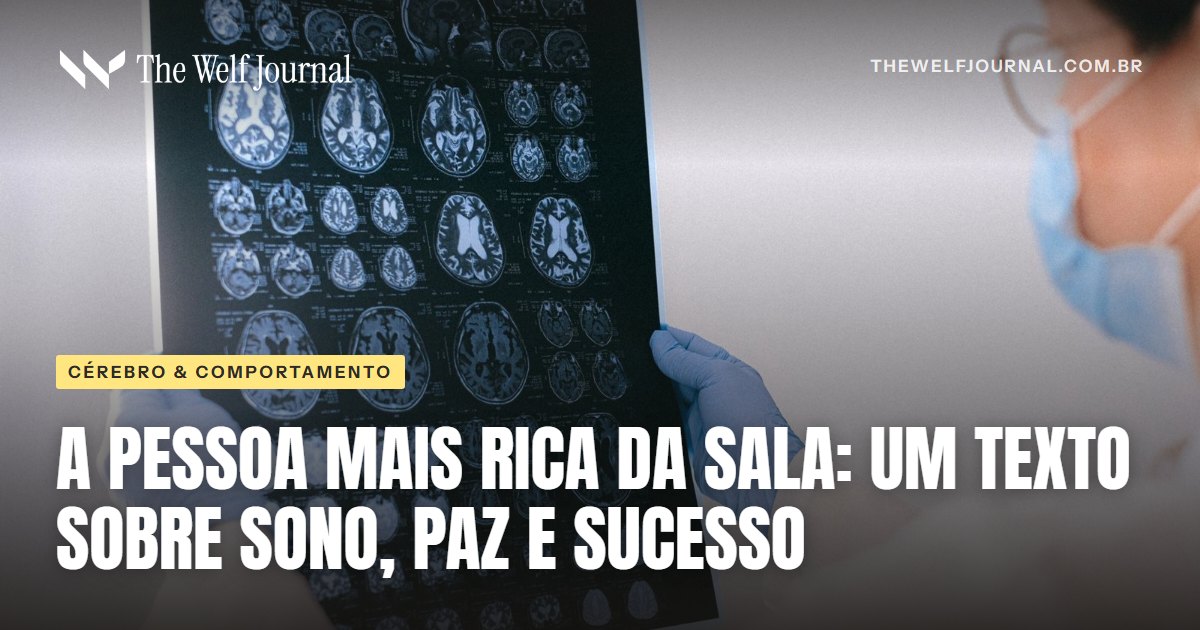 The Welf Journal
THEWELFJOURNAL.COM.BR
CÉREBRO & COMPORTAMENTO
A PESSOA MAIS RICA DA SALA: UM TEXTO
SOBRE SONO, PAZ E SUCESSO